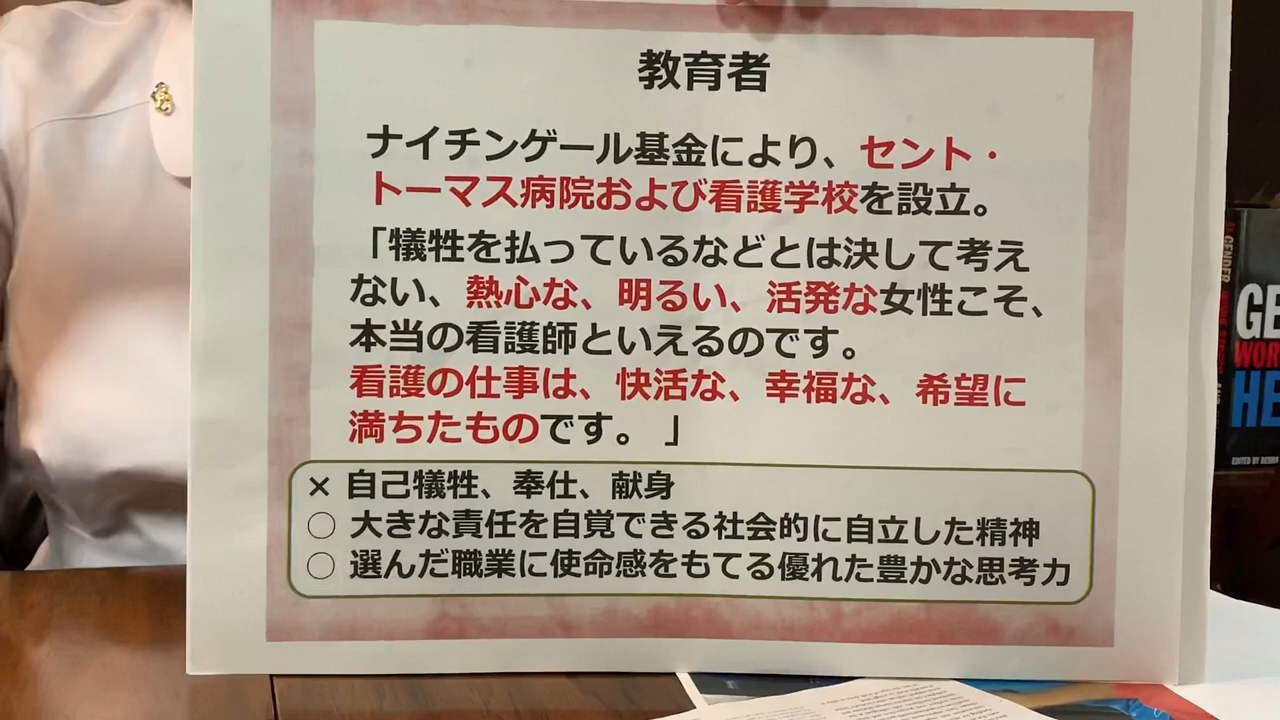 教育者
ナイチンゲール基金により、セント・
トーマス病院および看護学校を設立。
「犠牲を払っているなどとは決して考え
ない、熱心な、明るい、活発な女性こそ、
本当の看護師といえるのです。
看護の仕事は、快活な、幸福な、希望に
満ちたものです。」
× 自己犠牲、奉仕、献身
○ 大きな責任を自覚できる社会的に自立した精神
○ 選んだ職業に使命感をもてる優れた豊かな思考力
GENDER
GE
WOR
HE
EDITED BY DEBRA